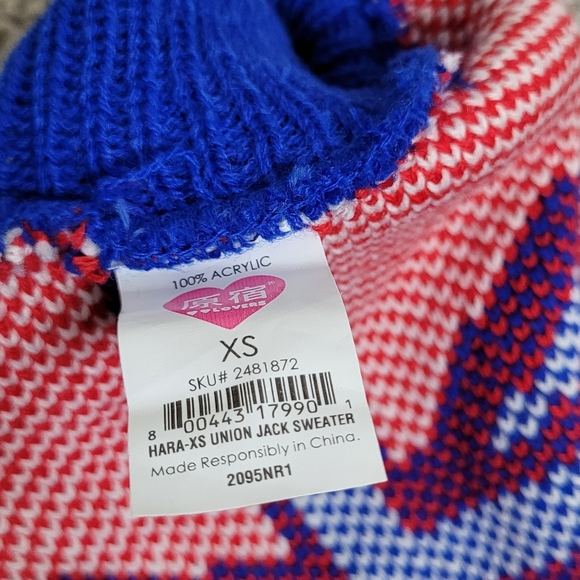 100% ACRYLIC
原宿®
LOVERS
XS
SKU# 2481872
8 00443 17990 1
HARA-XS UNION JACK SWEATER
Made Responsibly in China.
2095NR1